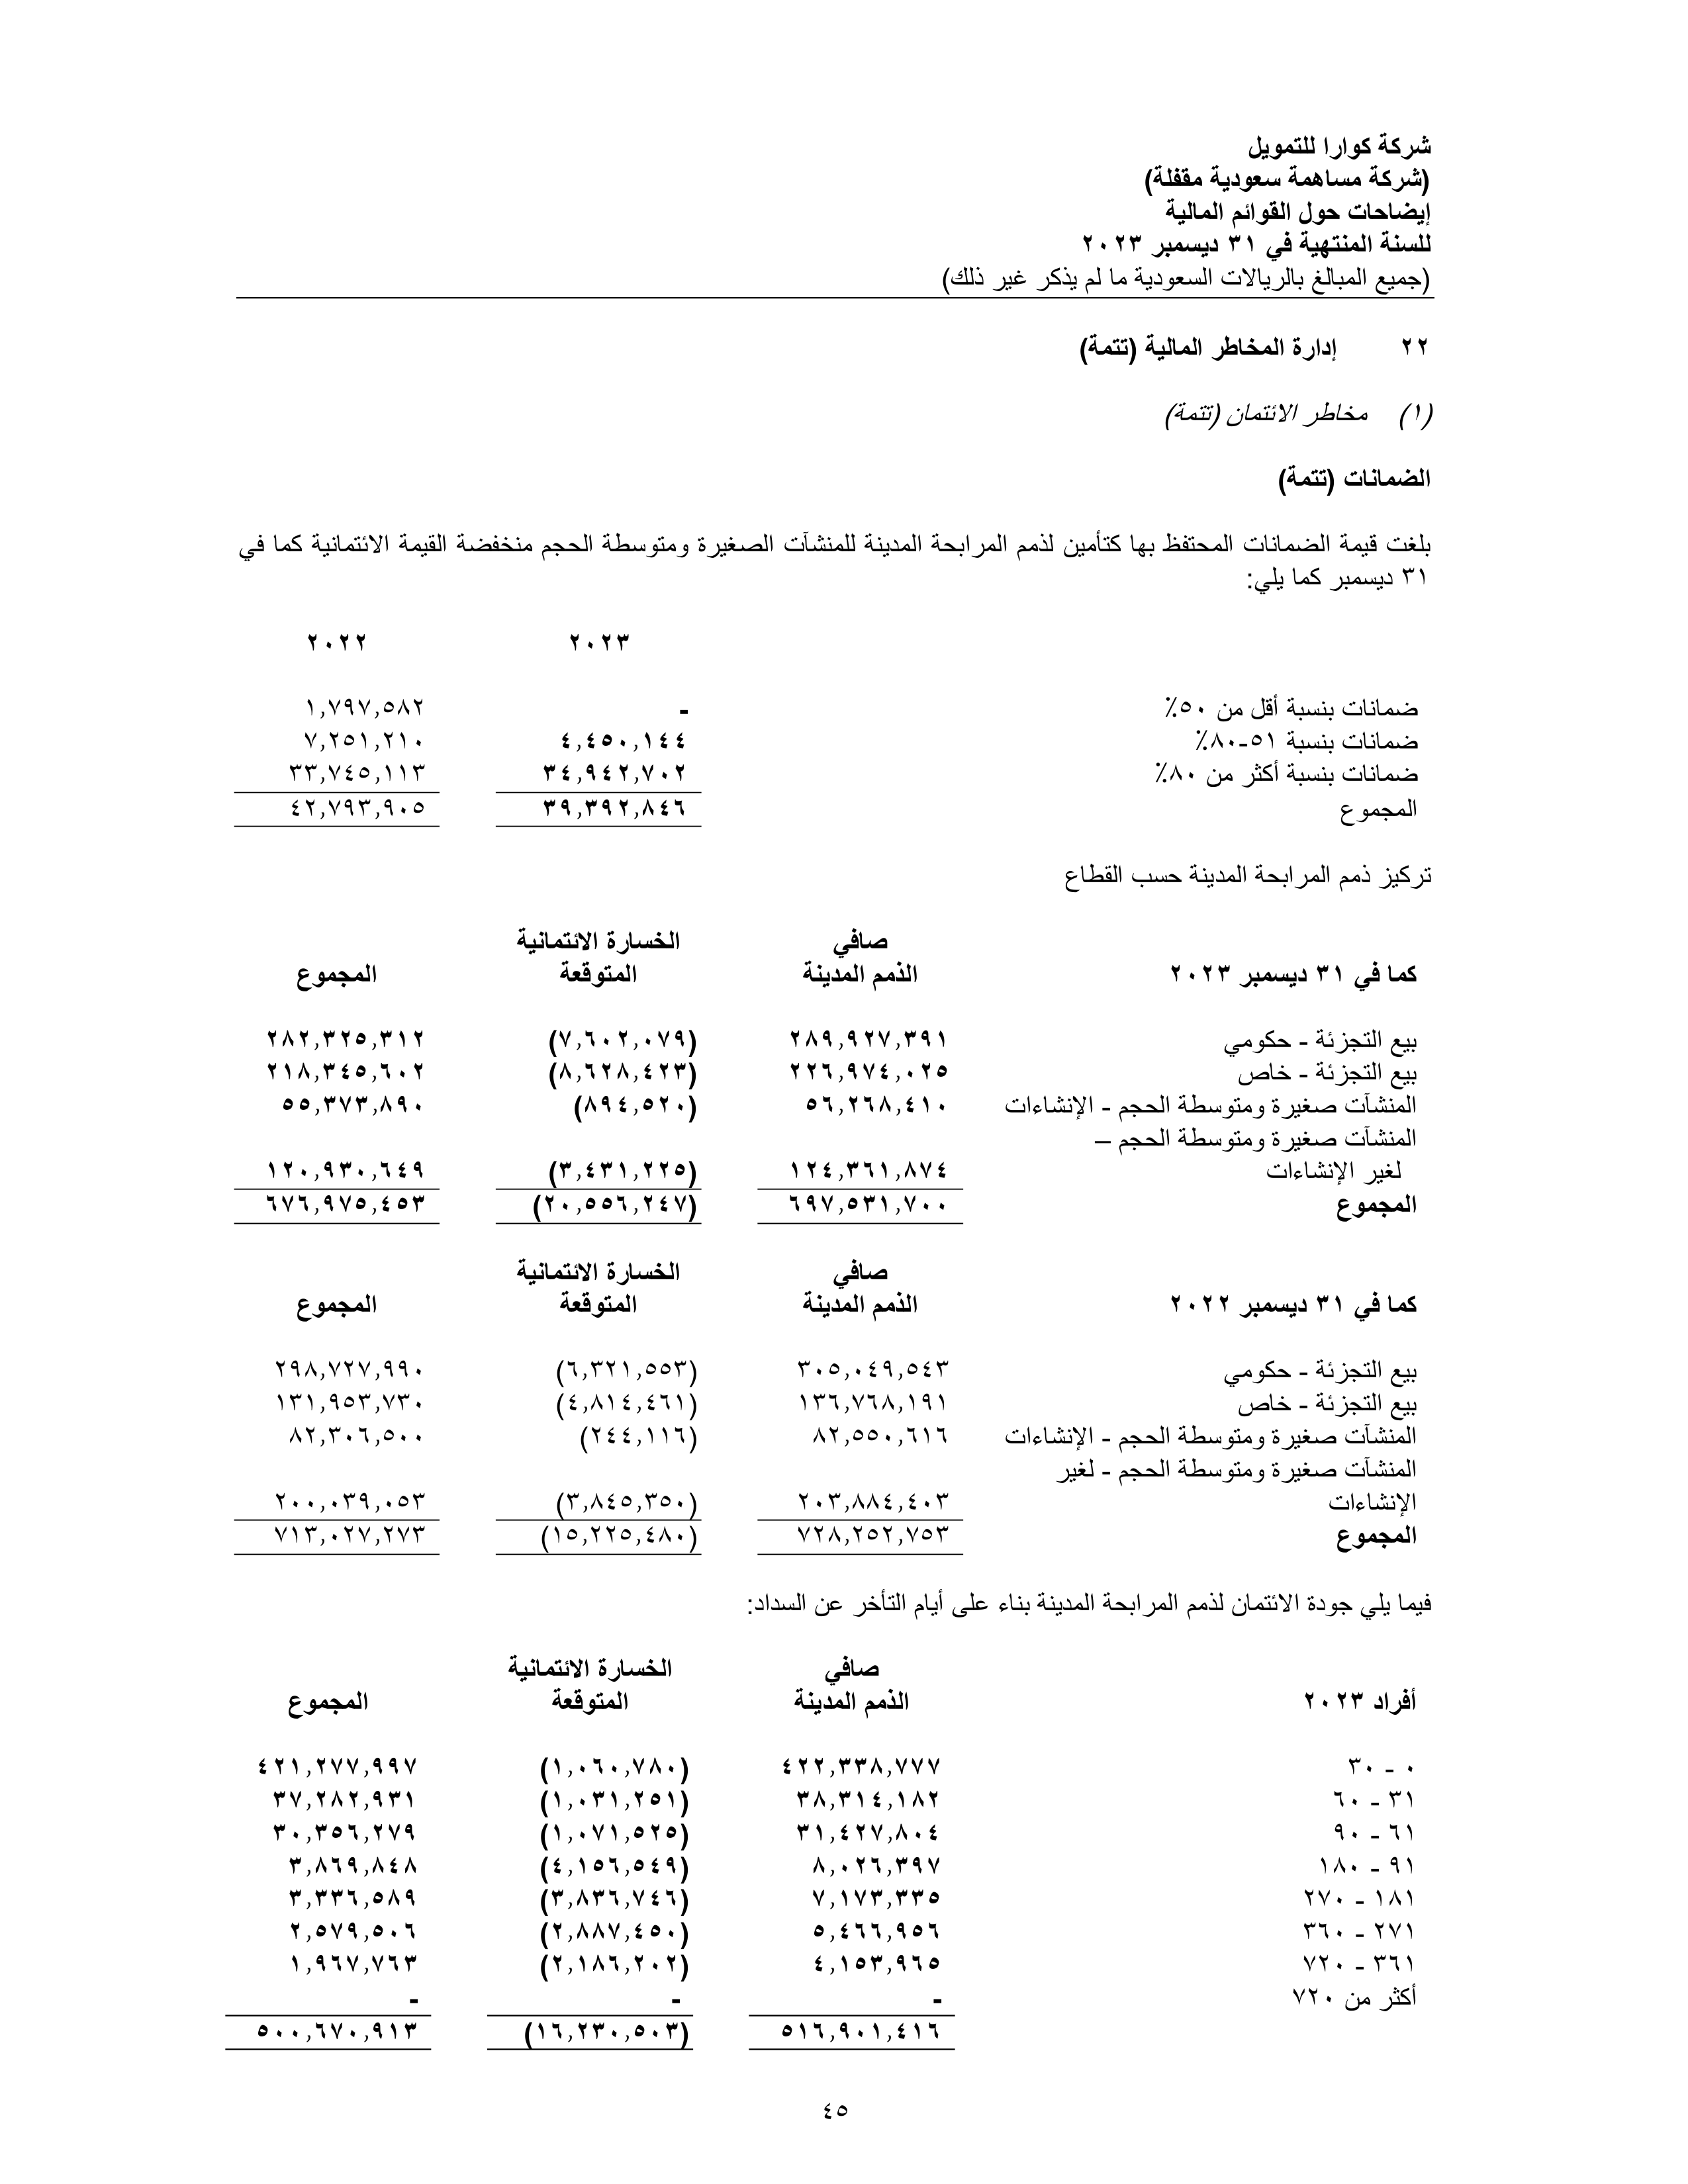 شركة كوارا للتمويل
(شركة مساهمة سعودية مقفلة)
إيضاحات حول القوائم المالية
للسنة المنتهية في ٣١ ديسمبر ٢٠٢٣
(جميع المبالغ بالريالات السعودية ما لم يذكر غير ذلك)
٢٢ إدارة المخاطر المالية (تتمة)
(١) مخاطر الائتمان (تتمة)
الضمانات (تتمة)
بلغت قيمة الضمانات المحتفظ بها كتأمين لذمم المرابحة المدينة للمنشآت الصغيرة ومتوسطة الحجم منخفضة القيمة الائتمانية كما في
٣١ ديسمبر كما يلي:
٢٠٢٣ ٢٠٢٢
ضمانات بنسبة أقل من ٥٠٪ - ١,٧٩٧,٥٨٢
ضمانات بنسبة ٥١-٨٠٪ ٤,٤٥٠,١٤٤ ٧,٢٥١,٢١٠
ضمانات بنسبة أكثر من ٨٠٪ ٣٤,٩٤٢,٧٠٢ ٣٣,٧٤٥,١١٣
المجموع ٣٩,٣٩٢,٨٤٦ ٤٢,٧٩٣,٩٠٥
تركيز ذمم المرابحة المدينة حسب القطاع
صافي الخسارة الائتمانية
كما في ٣١ ديسمبر ٢٠٢٣ الذمم المدينة المتوقعة المجموع
بيع التجزئة - حكومي ٢٨٩,٩٢٧,٣٩١ (٧,٦٠٢,٠٧٩) ٢٨٢,٣٢٥,٣١٢
بيع التجزئة - خاص ٢٢٦,٩٧٤,٠٢٥ (٨,٦٢٨,٤٢٣) ٢١٨,٣٤٥,٦٠٢
المنشآت صغيرة ومتوسطة الحجم - الإنشاءات ٥٦,٢٦٨,٤١٠ (٨٩٤,٥٢٠) ٥٥,٣٧٣,٨٩٠
المنشآت صغيرة ومتوسطة الحجم –
لغير الإنشاءات ١٢٤,٣٦١,٨٧٤ (٣,٤٣١,٢٢٥) ١٢٠,٩٣٠,٦٤٩
المجموع ٦٩٧,٥٣١,٧٠٠ (٢٠,٥٥٦,٢٤٧) ٦٧٦,٩٧٥,٤٥٣
صافي الخسارة الائتمانية
كما في ٣١ ديسمبر ٢٠٢٢ الذمم المدينة المتوقعة المجموع
بيع التجزئة - حكومي ٣٠٥,٠٤٩,٥٤٣ (٦,٣٢١,٥٥٣) ٢٩٨,٧٢٧,٩٩٠
بيع التجزئة - خاص ١٣٦,٧٦٨,١٩١ (٤,٨١٤,٤٦١) ١٣١,٩٥٣,٧٣٠
المنشآت صغيرة ومتوسطة الحجم - الإنشاءات ٨٢,٥٥٠,٦١٦ (٢٤٤,١١٦) ٨٢,٣٠٦,٥٠٠
المنشآت صغيرة ومتوسطة الحجم - لغير
الإنشاءات ٢٠٣,٨٨٤,٤٠٣ (٣,٨٤٥,٣٥٠) ٢٠٠,٠٣٩,٠٥٣
المجموع ٧٢٨,٢٥٢,٧٥٣ (١٥,٢٢٥,٤٨٠) ٧١٣,٠٢٧,٢٧٣
فيما يلي جودة الائتمان لذمم المرابحة المدينة بناء على أيام التأخر عن السداد:
صافي الخسارة الائتمانية
أفراد ٢٠٢٣ الذمم المدينة المتوقعة المجموع
٠ - ٣٠ ٤٢٢,٣٣٨,٧٧٧ (١,٠٦٠,٧٨٠) ٤٢١,٢٧٧,٩٩٧
٣١ - ٦٠ ٣٨,٣١٤,١٨٢ (١,٠٣١,٢٥١) ٣٧,٢٨٢,٩٣١
٦١ - ٩٠ ٣١,٤٢٧,٨٠٤ (١,٠٧١,٥٢٥) ٣٠,٣٥٦,٢٧٩
٩١ - ١٨٠ ٨,٠٢٦,٣٩٧ (٤,١٥٦,٥٤٩) ٣,٨٦٩,٨٤٨
١٨١ - ٢٧٠ ٧,١٧٣,٣٣٥ (٣,٨٣٦,٧٤٦) ٣,٣٣٦,٥٨٩
٢٧١ - ٣٦٠ ٥,٤٦٦,٩٥٦ (٢,٨٨٧,٤٥٠) ٢,٥٧٩,٥٠٦
٣٦١ - ٧٢٠ ٤,١٥٣,٩٦٥ (٢,١٨٦,٢٠٢) ١,٩٦٧,٧٦٣
أكثر من ٧٢٠ - - -
٥١٦,٩٠١,٤١٦ (١٦,٢٣٠,٥٠٣) ٥٠٠,٦٧٠,٩١٣
٤٥